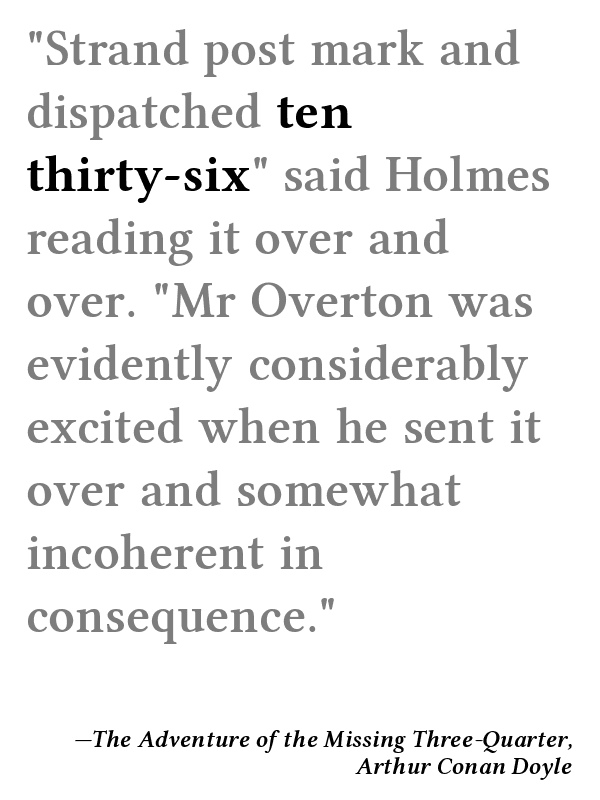 "Strand post mark and
dispatched ten
thirty-six" said Holmes
reading it over and
over. "Mr Overton was
evidently considerably
excited when he sent it
over and somewhat
incoherent in
consequence."
—The Adventure of the Missing Three-Quarter,
Arthur Conan Doyle